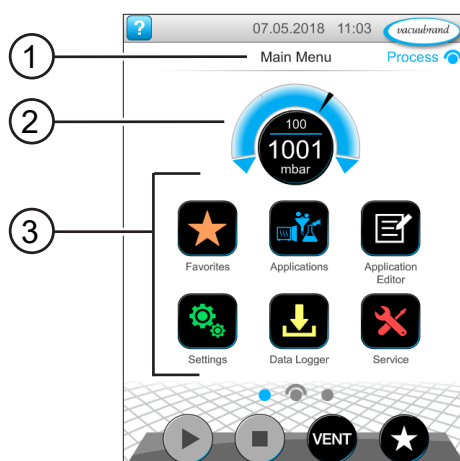 ? 07.05.2018 11:03 vacuubrand
1 Main Menu Process
2
100
1001
mbar
3
Favorites Applications Application
Editor
Settings Data Logger Service
VENT